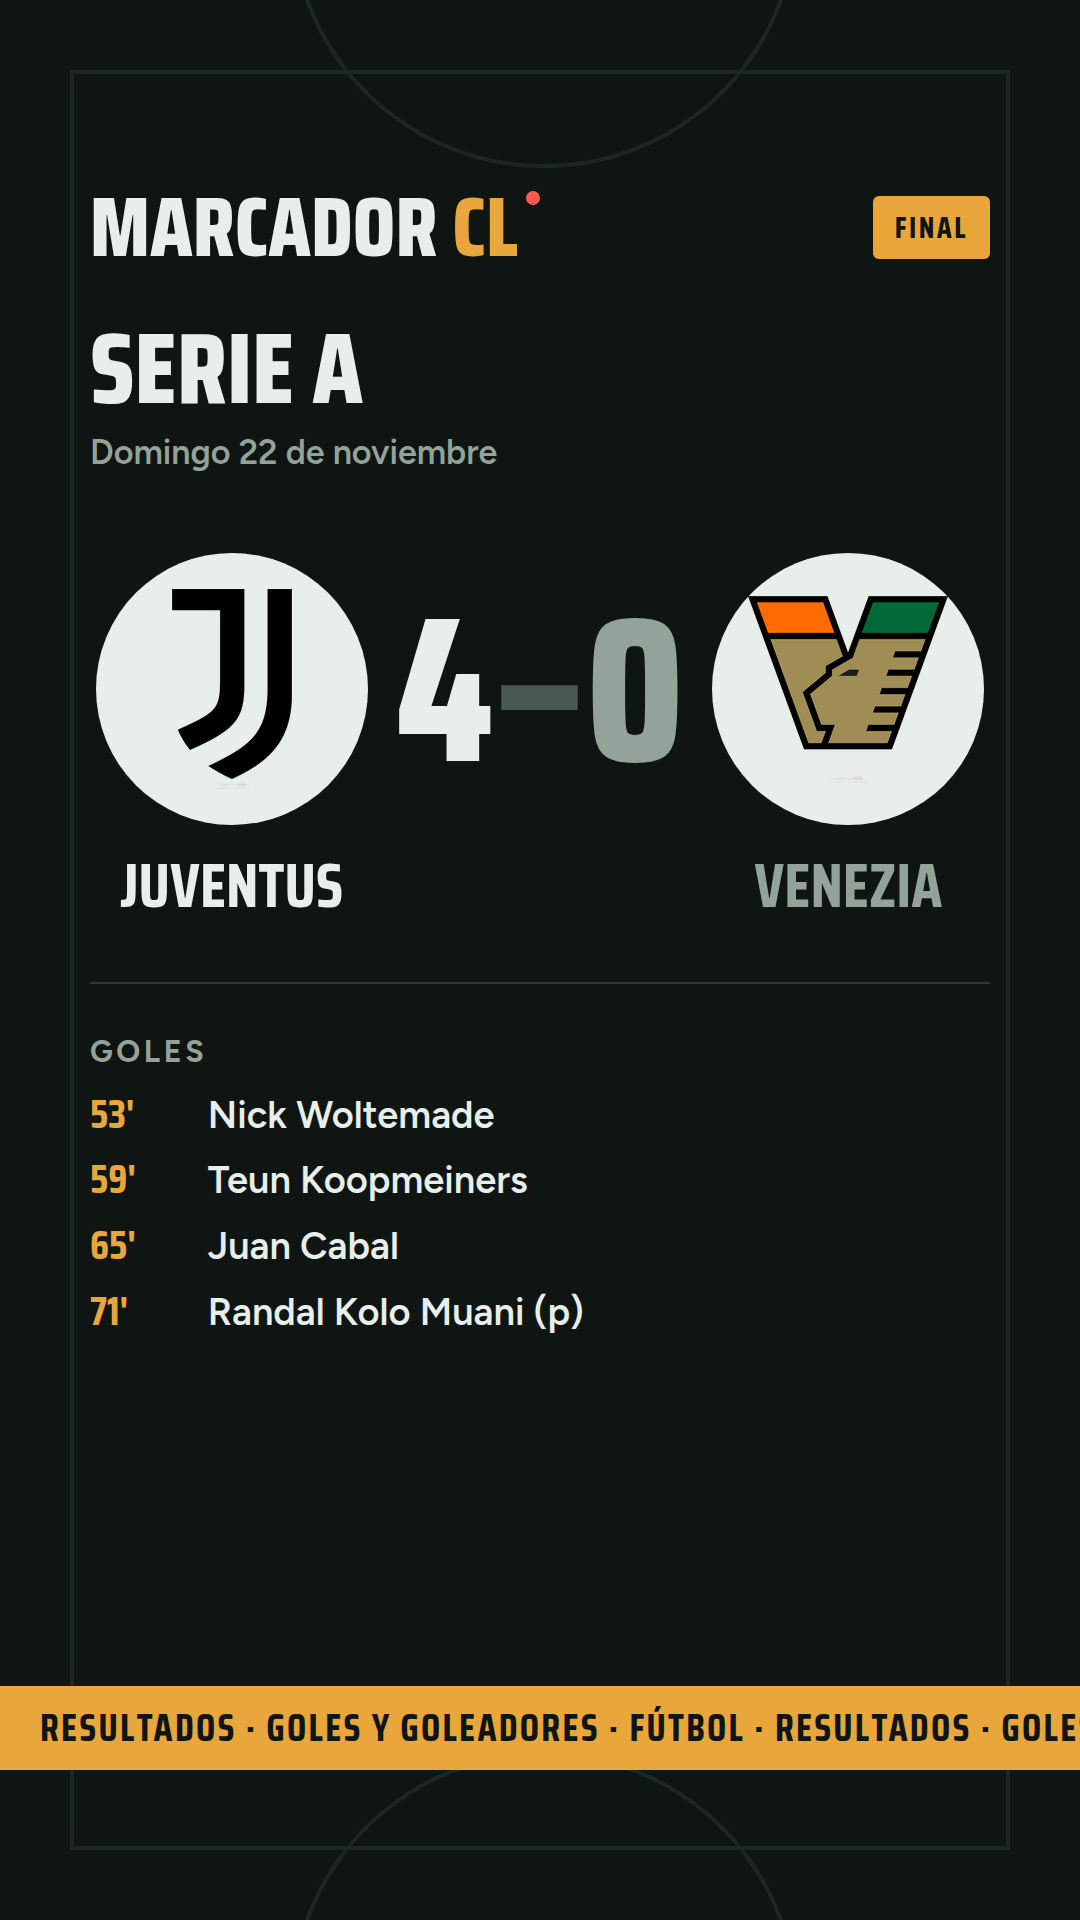 MARCADOR CL
FINAL
SERIE A
Domingo 22 de noviembre
4–0
JUVENTUS
VENEZIA
GOLES
53' Nick Woltemade
59' Teun Koopmeiners
65' Juan Cabal
71' Randal Kolo Muani (p)
RESULTADOS · GOLES Y GOLEADORES · FÚTBOL · RESULTADOS · GOLES